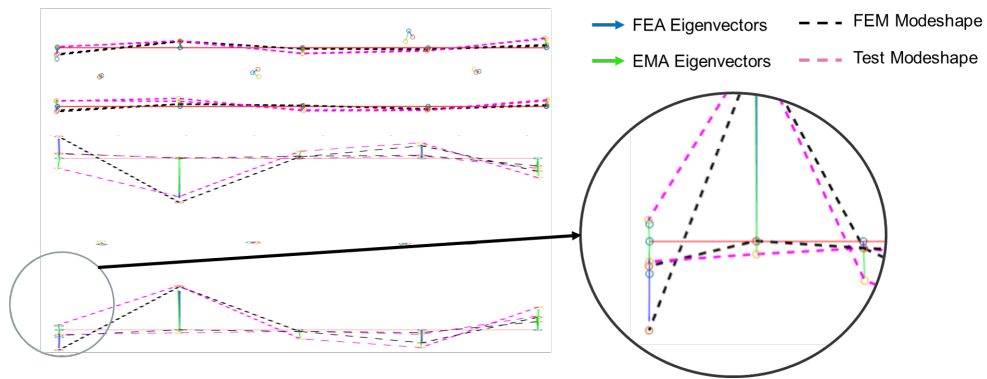 FEA Eigenvectors
FEM Modeshape
EMA Eigenvectors
Test Modeshape